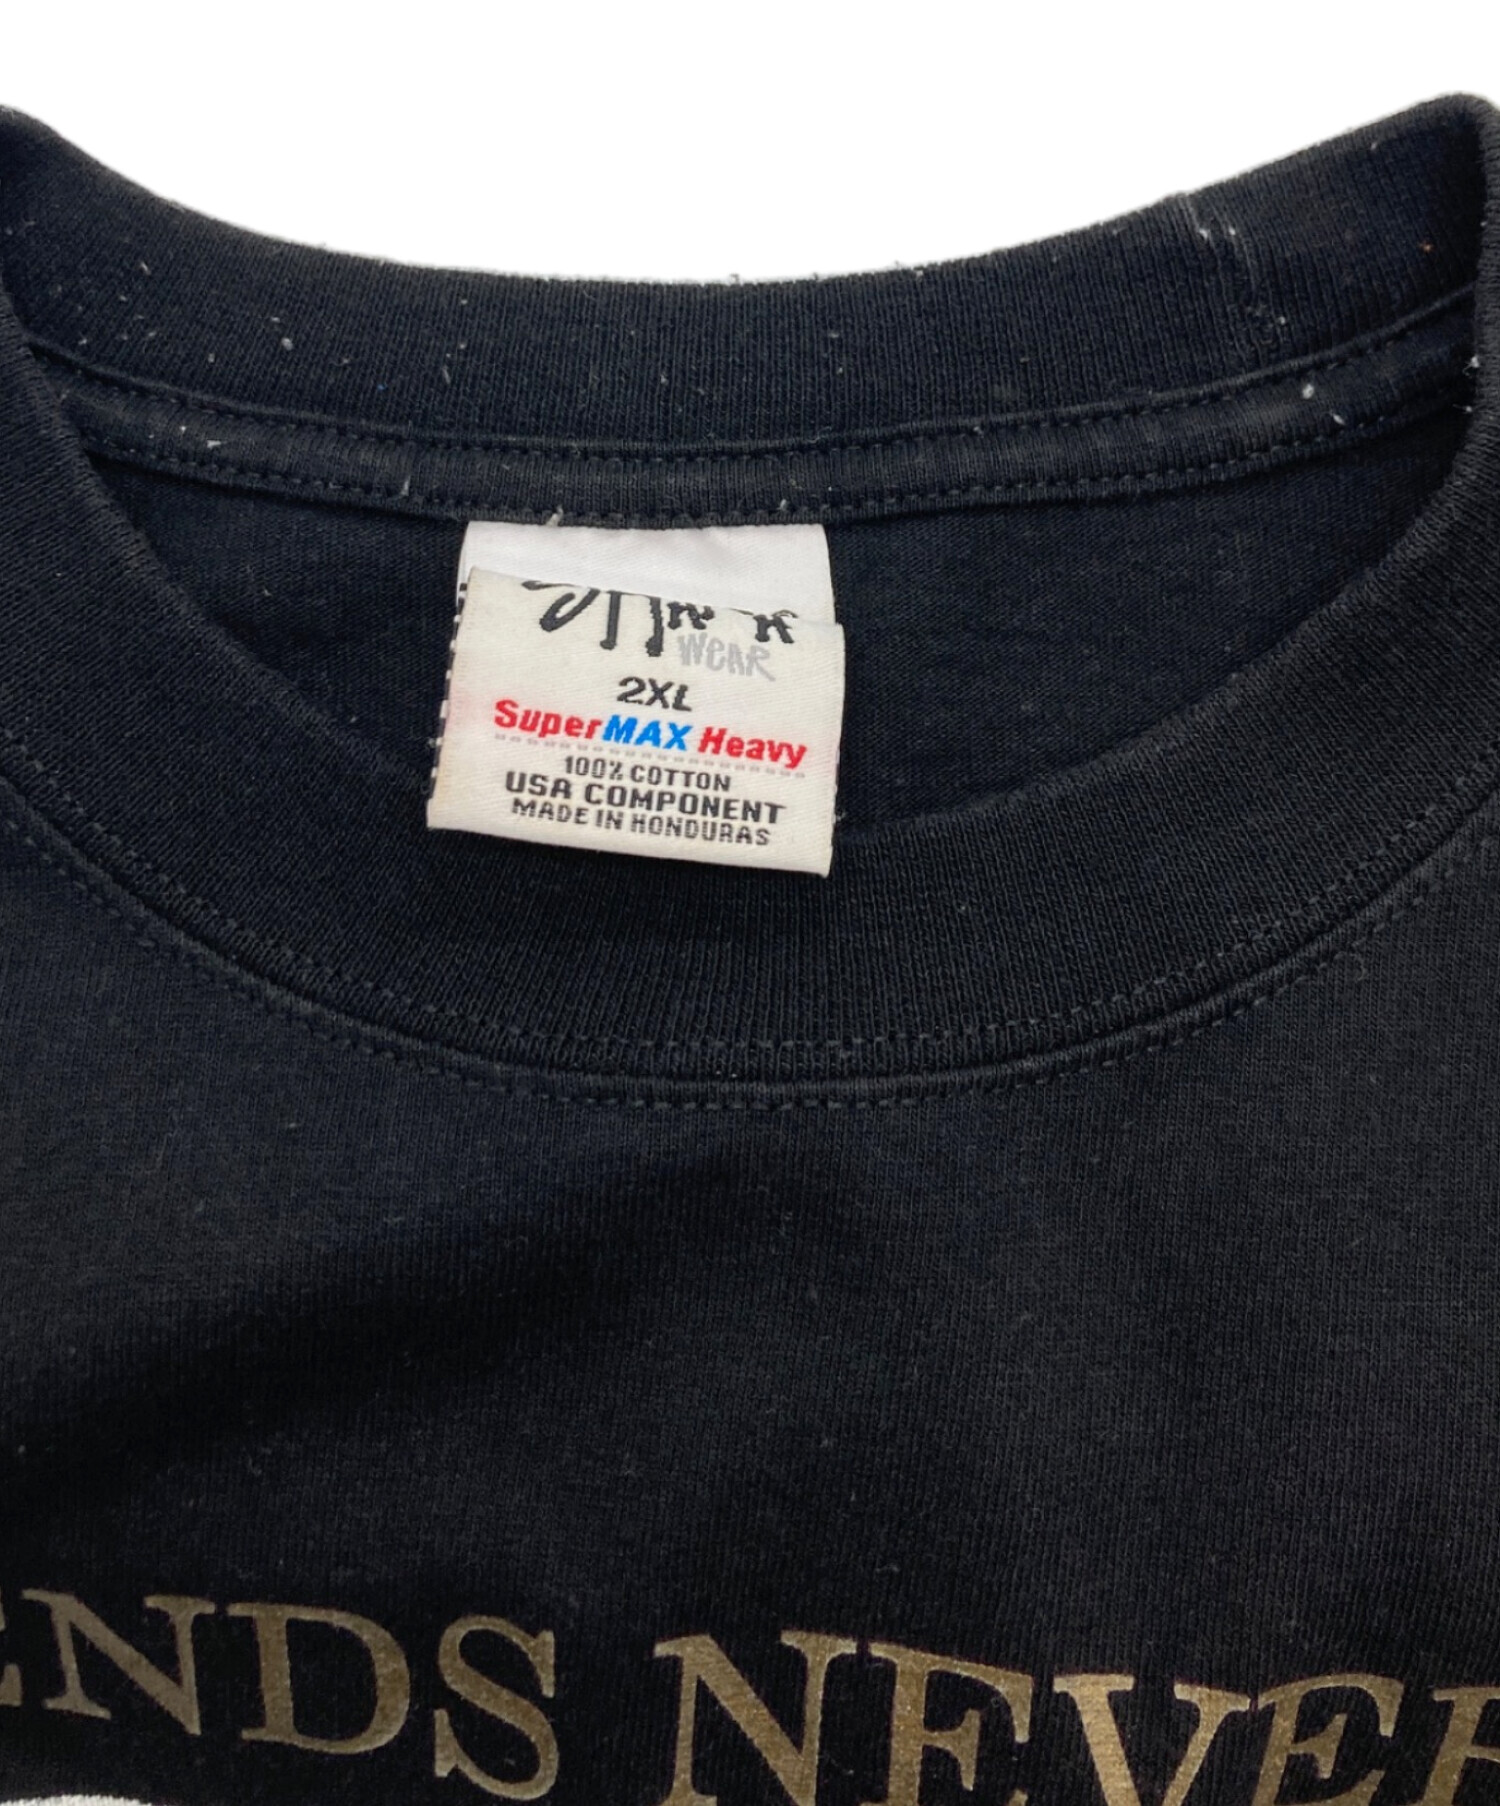 WEAR
2XL
SuperMAX Heavy
100% COTTON
USA COMPONENT
MADE IN HONDURAS
ENDS NEVER